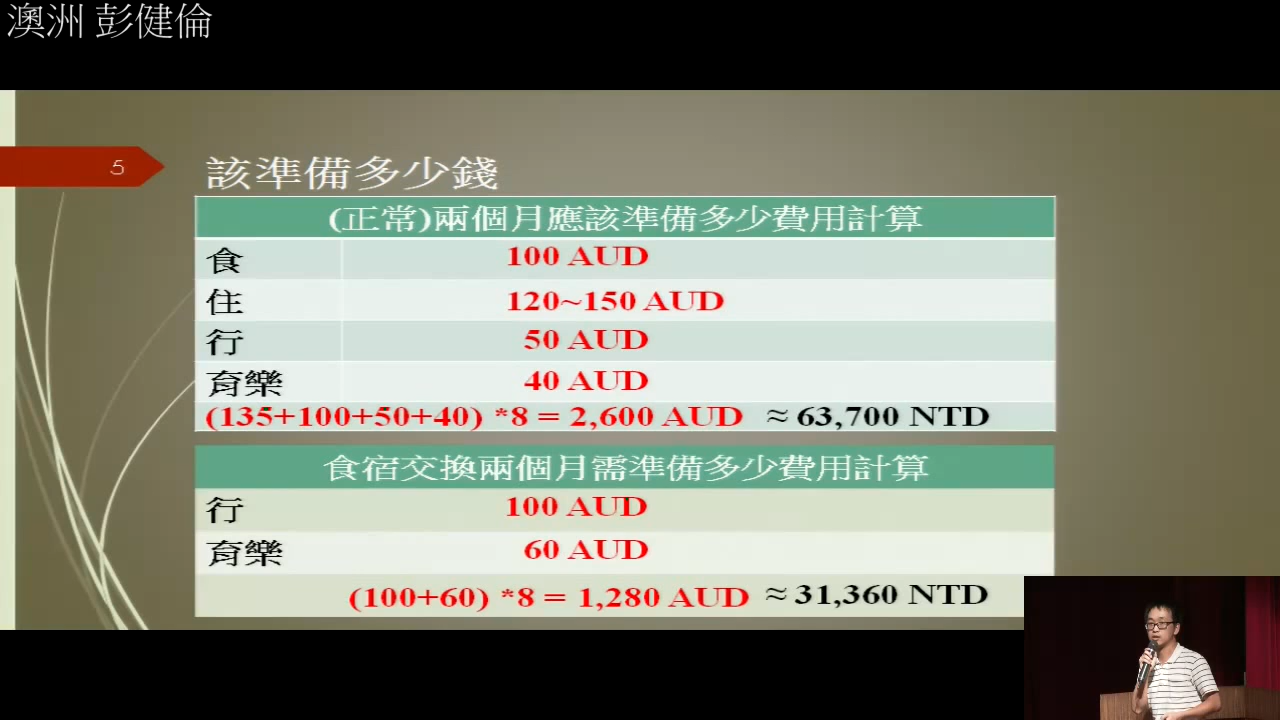 澳洲 彭健倫
5
該準備多少錢
(正常)兩個月應該準備多少費用計算
食 100 AUD
住 120~150 AUD
行 50 AUD
育樂 40 AUD
(135+100+50+40) *8 = 2,600 AUD ≈ 63,700 NTD
食宿交換兩個月需準備多少費用計算
行 100 AUD
育樂 60 AUD
(100+60) *8 = 1,280 AUD ≈ 31,360 NTD